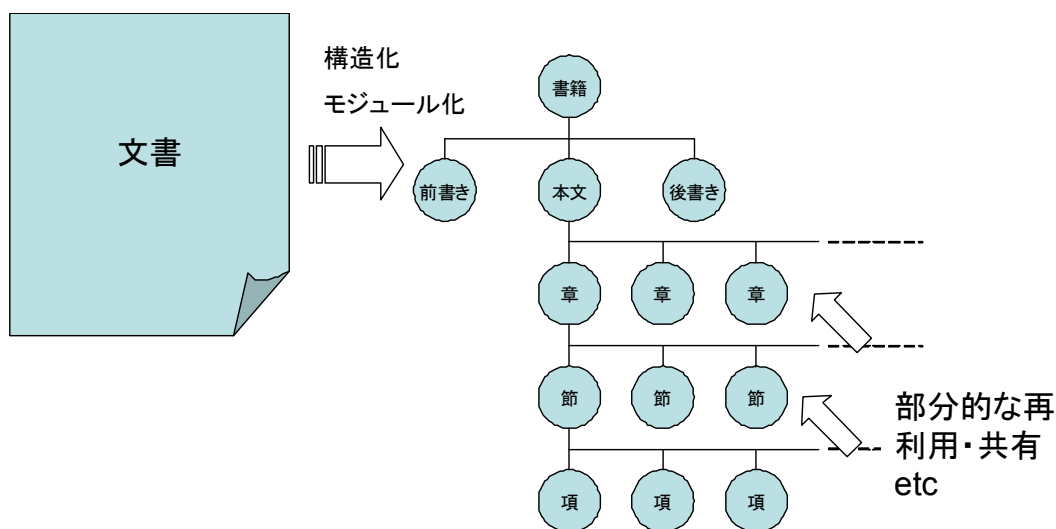 構造化
モジュール化
文書
書籍
前書き
本文
後書き
章
章
章
節
節
節
項
項
項
部分的な再
利用・共有
etc